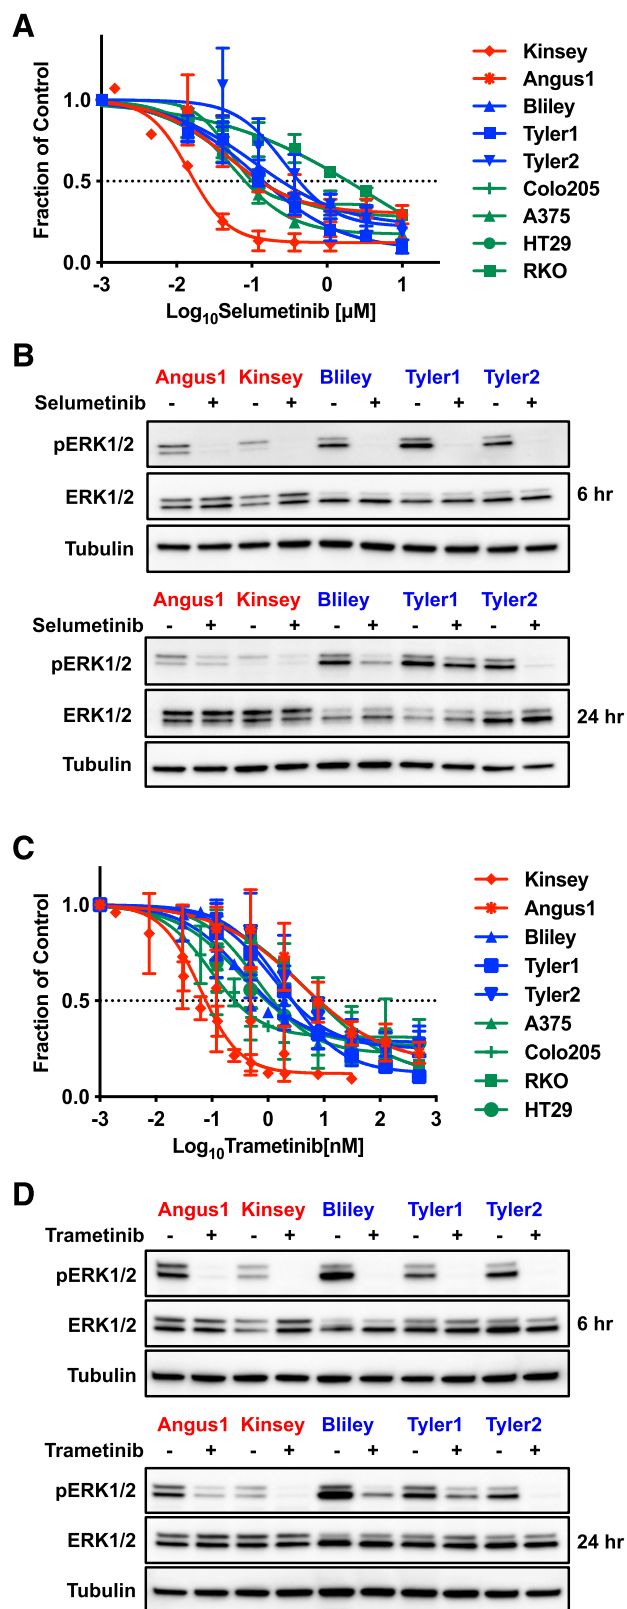 A
Fraction of Control
1.0
0.5
0.0
-3 -2 -1 0 1
Log10Selumetinib [µM]
Kinsey
Angus1
Bliley
Tyler1
Tyler2
Colo205
A375
HT29
RKO
B
Angus1 Kinsey Bliley Tyler1 Tyler2
Selumetinib - + - + - + - + - +
pERK1/2
ERK1/2 6 hr
Tubulin
Angus1 Kinsey Bliley Tyler1 Tyler2
Selumetinib - + - + - + - + - +
pERK1/2
ERK1/2 24 hr
Tubulin
C
Fraction of Control
1.0
0.5
0.0
-3 -2 -1 0 1 2 3
Log10Trametinib[nM]
Kinsey
Angus1
Bliley
Tyler1
Tyler2
A375
Colo205
RKO
HT29
D
Angus1 Kinsey Bliley Tyler1 Tyler2
Trametinib - + - + - + - + - +
pERK1/2
ERK1/2 6 hr
Tubulin
Angus1 Kinsey Bliley Tyler1 Tyler2
Trametinib - + - + - + - + - +
pERK1/2
ERK1/2 24 hr
Tubulin